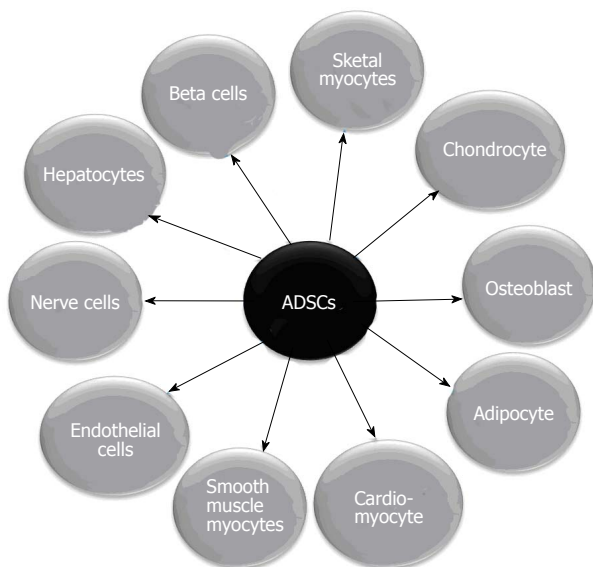 Sketal
myocytes
Beta cells
Chondrocyte
Hepatocytes
Osteoblast
Nerve cells
ADSCs
Adipocyte
Endothelial
cells
Smooth
muscle
myocytes
Cardio-
myocyte